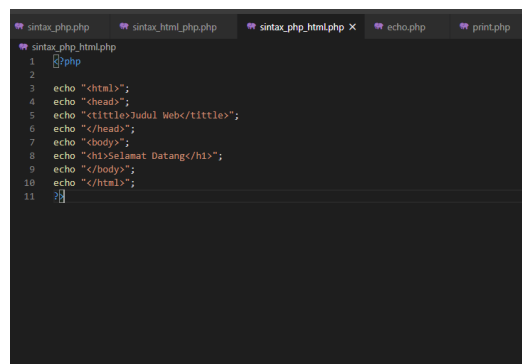 sintax_php.php sintax_html_php.php sintax_php_html.php × echo.php print.php
sintax_php_html.php
1 <?php
2
3 echo "<html>";
4 echo "<head>";
5 echo "<tittle>Judul Web</tittle>";
6 echo "</head>";
7 echo "<body>";
8 echo "<h1>Selamat Datang</h1>";
9 echo "</body>";
10 echo "</html>";
11 ?>